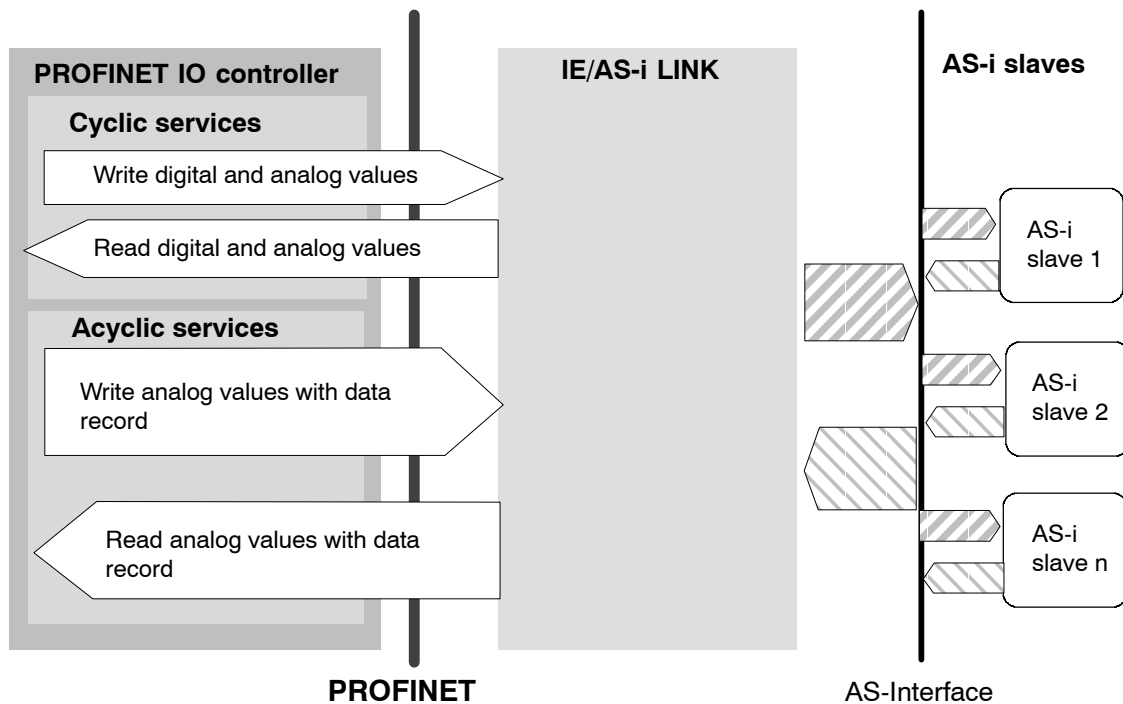 PROFINET IO controller
IE/AS-i LINK
AS-i slaves
Cyclic services
Write digital and analog values
Read digital and analog values
Acyclic services
Write analog values with data
record
Read analog values with data
record
AS-i
slave 1
AS-i
slave 2
AS-i
slave n
PROFINET
AS-Interface